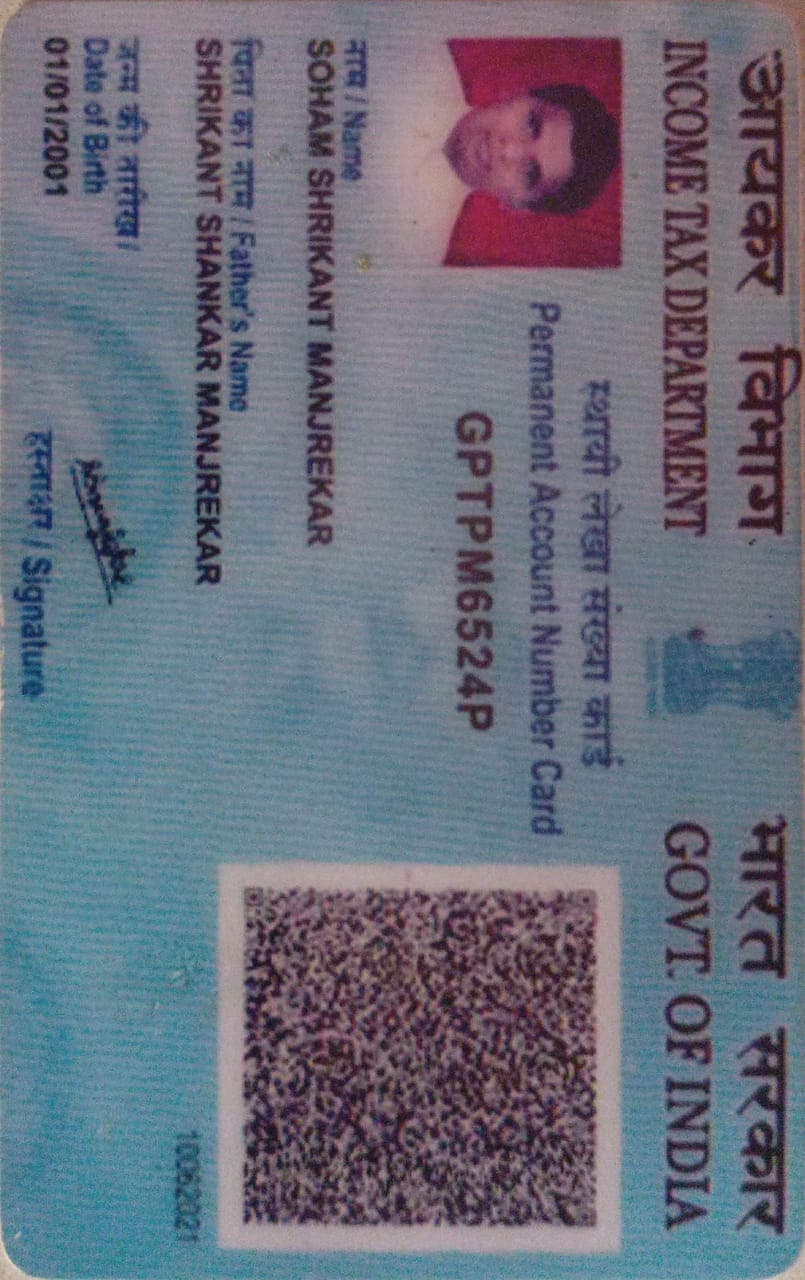 आयकर विभाग
INCOME TAX DEPARTMENT
भारत सरकार
GOVT. OF INDIA
स्थायी लेखा संख्या कार्ड
Permanent Account Number Card
GPTPM6524P
नाम / Name
SOHAM SHRIKANT MANJREKAR
पिता का नाम / Father's Name
SHRIKANT SHANKAR MANJREKAR
जन्म की तारीख /
Date of Birth
01/01/2001
हस्ताक्षर / Signature
10062021